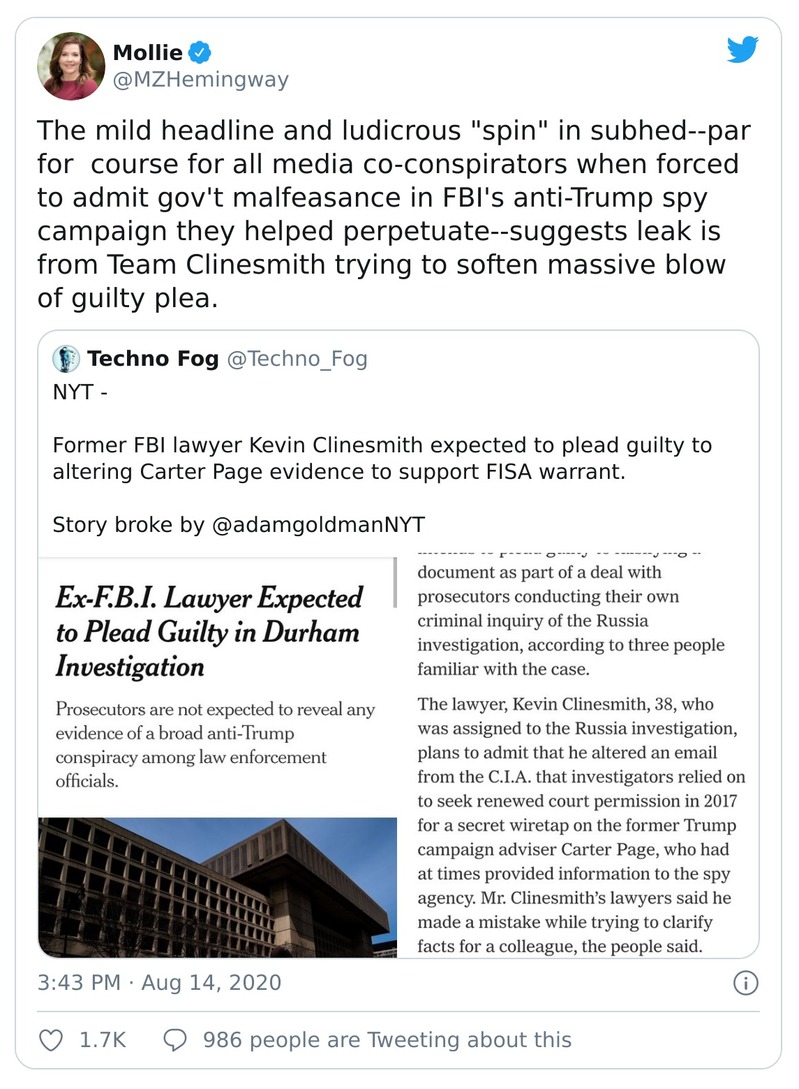 Mollie
@MZHemingway
The mild headline and ludicrous "spin" in subhed--par
for  course for all media co-conspirators when forced
to admit gov't malfeasance in FBI's anti-Trump spy
campaign they helped perpetuate--suggests leak is
from Team Clinesmith trying to soften massive blow
of guilty plea.
Techno Fog @Techno_Fog
NYT -
Former FBI lawyer Kevin Clinesmith expected to plead guilty to
altering Carter Page evidence to support FISA warrant.
Story broke by @adamgoldmanNYT
Ex-F.B.I. Lawyer Expected
to Plead Guilty in Durham
Investigation
Prosecutors are not expected to reveal any
evidence of a broad anti-Trump
conspiracy among law enforcement
officials.
document as part of a deal with
prosecutors conducting their own
criminal inquiry of the Russia
investigation, according to three people
familiar with the case.
The lawyer, Kevin Clinesmith, 38, who
was assigned to the Russia investigation,
plans to admit that he altered an email
from the C.I.A. that investigators relied on
to seek renewed court permission in 2017
for a secret wiretap on the former Trump
campaign adviser Carter Page, who had
at times provided information to the spy
agency. Mr. Clinesmith's lawyers said he
made a mistake while trying to clarify
facts for a colleague, the people said.
3:43 PM · Aug 14, 2020
1.7K
986 people are Tweeting about this